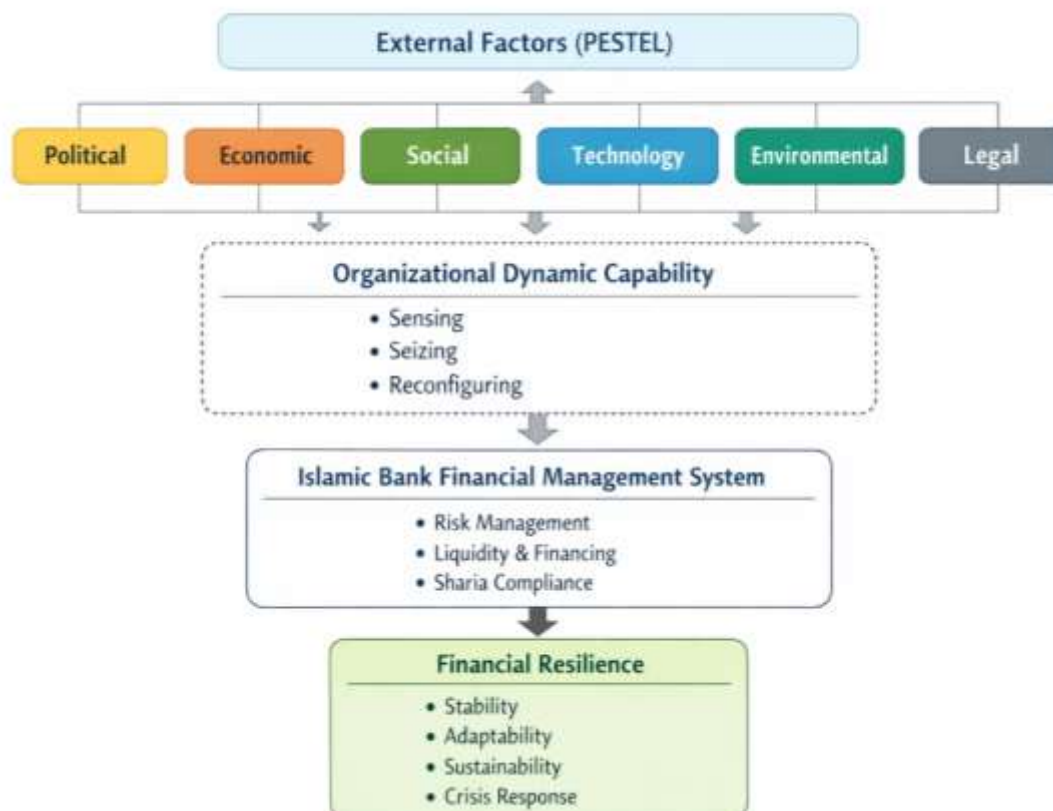 External Factors (PESTEL)
Political
Economic
Social
Technology
Environmental
Legal
Organizational Dynamic Capability
• Sensing
• Seizing
• Reconfiguring
Islamic Bank Financial Management System
• Risk Management
• Liquidity & Financing
• Sharia Compliance
Financial Resilience
• Stability
• Adaptability
• Sustainability
• Crisis Response